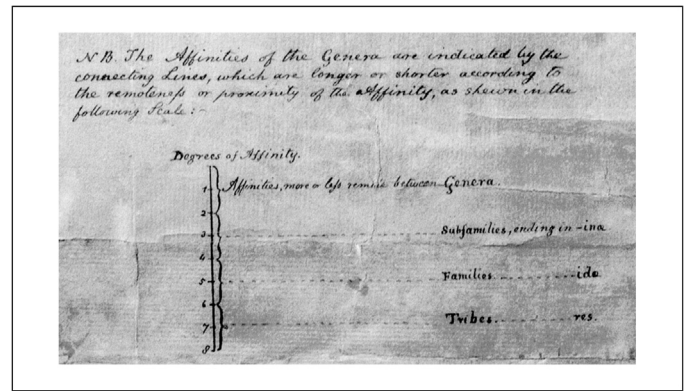 N.B. The Affinities of the Genera are indicated by the
connecting Lines, which are longer or shorter according to
the remoteness or proximity of the Affinity, as shewn in the
following Scale:-
Degrees of Affinity.
1 Affinities, more or less remote between Genera.
2
3 Subfamilies, ending in -ina
4
5 Families idæ
6
7 Tribes res.
8